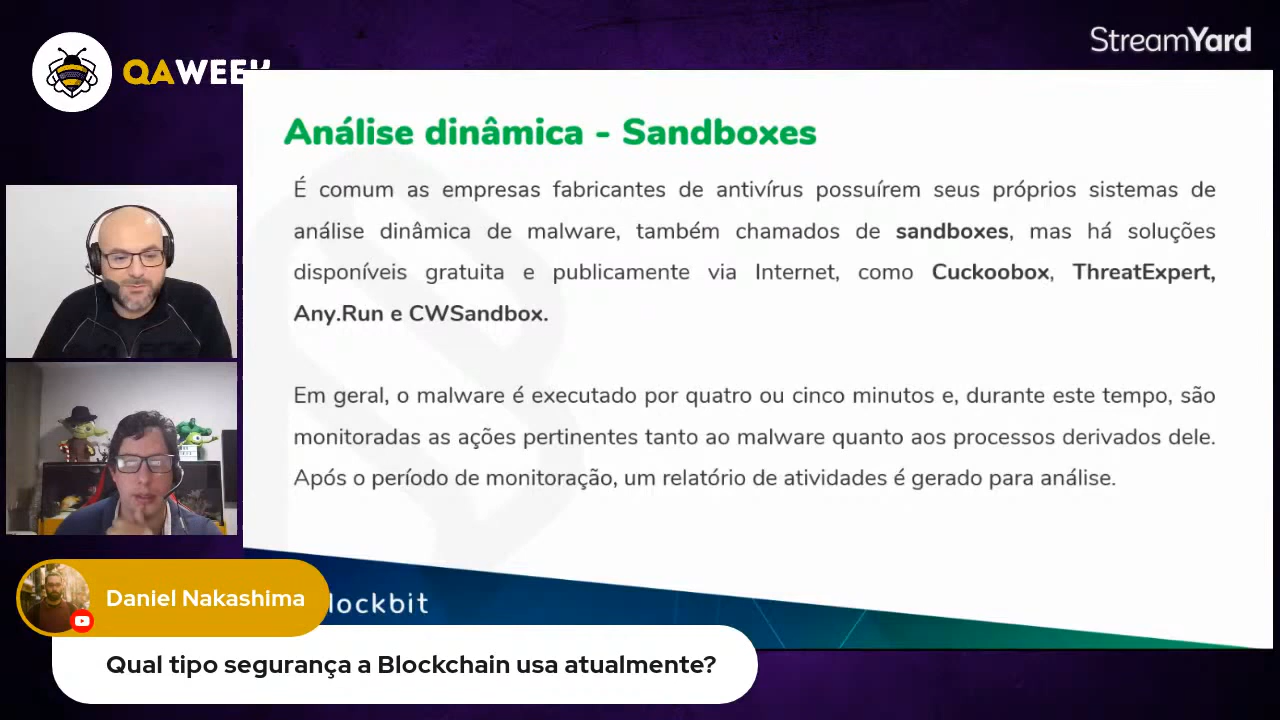 StreamYard
QAWEEK
Análise dinâmica - Sandboxes
É comum as empresas fabricantes de antivírus possuírem seus próprios sistemas de
análise dinâmica de malware, também chamados de sandboxes, mas há soluções
disponíveis gratuita e publicamente via Internet, como Cuckoobox, ThreatExpert,
Any.Run e CWSandbox.
Em geral, o malware é executado por quatro ou cinco minutos e, durante este tempo, são
monitoradas as ações pertinentes tanto ao malware quanto aos processos derivados dele.
Após o período de monitoração, um relatório de atividades é gerado para análise.
lockbit
Daniel Nakashima
Qual tipo segurança a Blockchain usa atualmente?